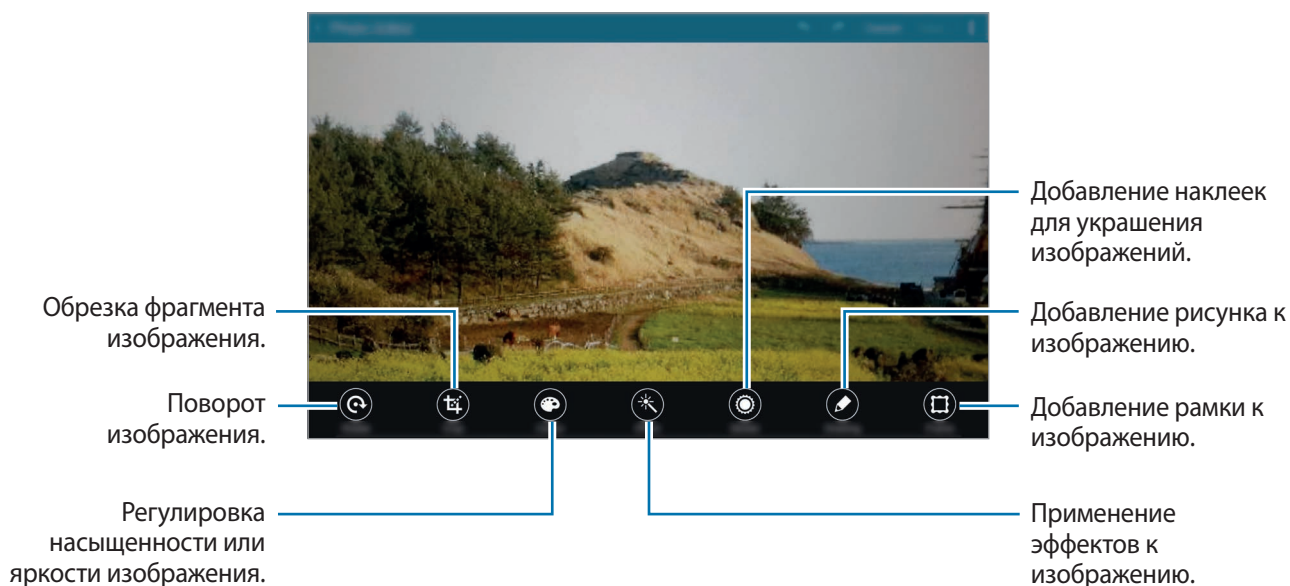 Обрезка фрагмента
изображения.
Поворот
изображения.
Регулировка
насыщенности или
яркости изображения.
Добавление наклеек
для украшения
изображений.
Добавление рисунка к
изображению.
Добавление рамки к
изображению.
Применение
эффектов к
изображению.